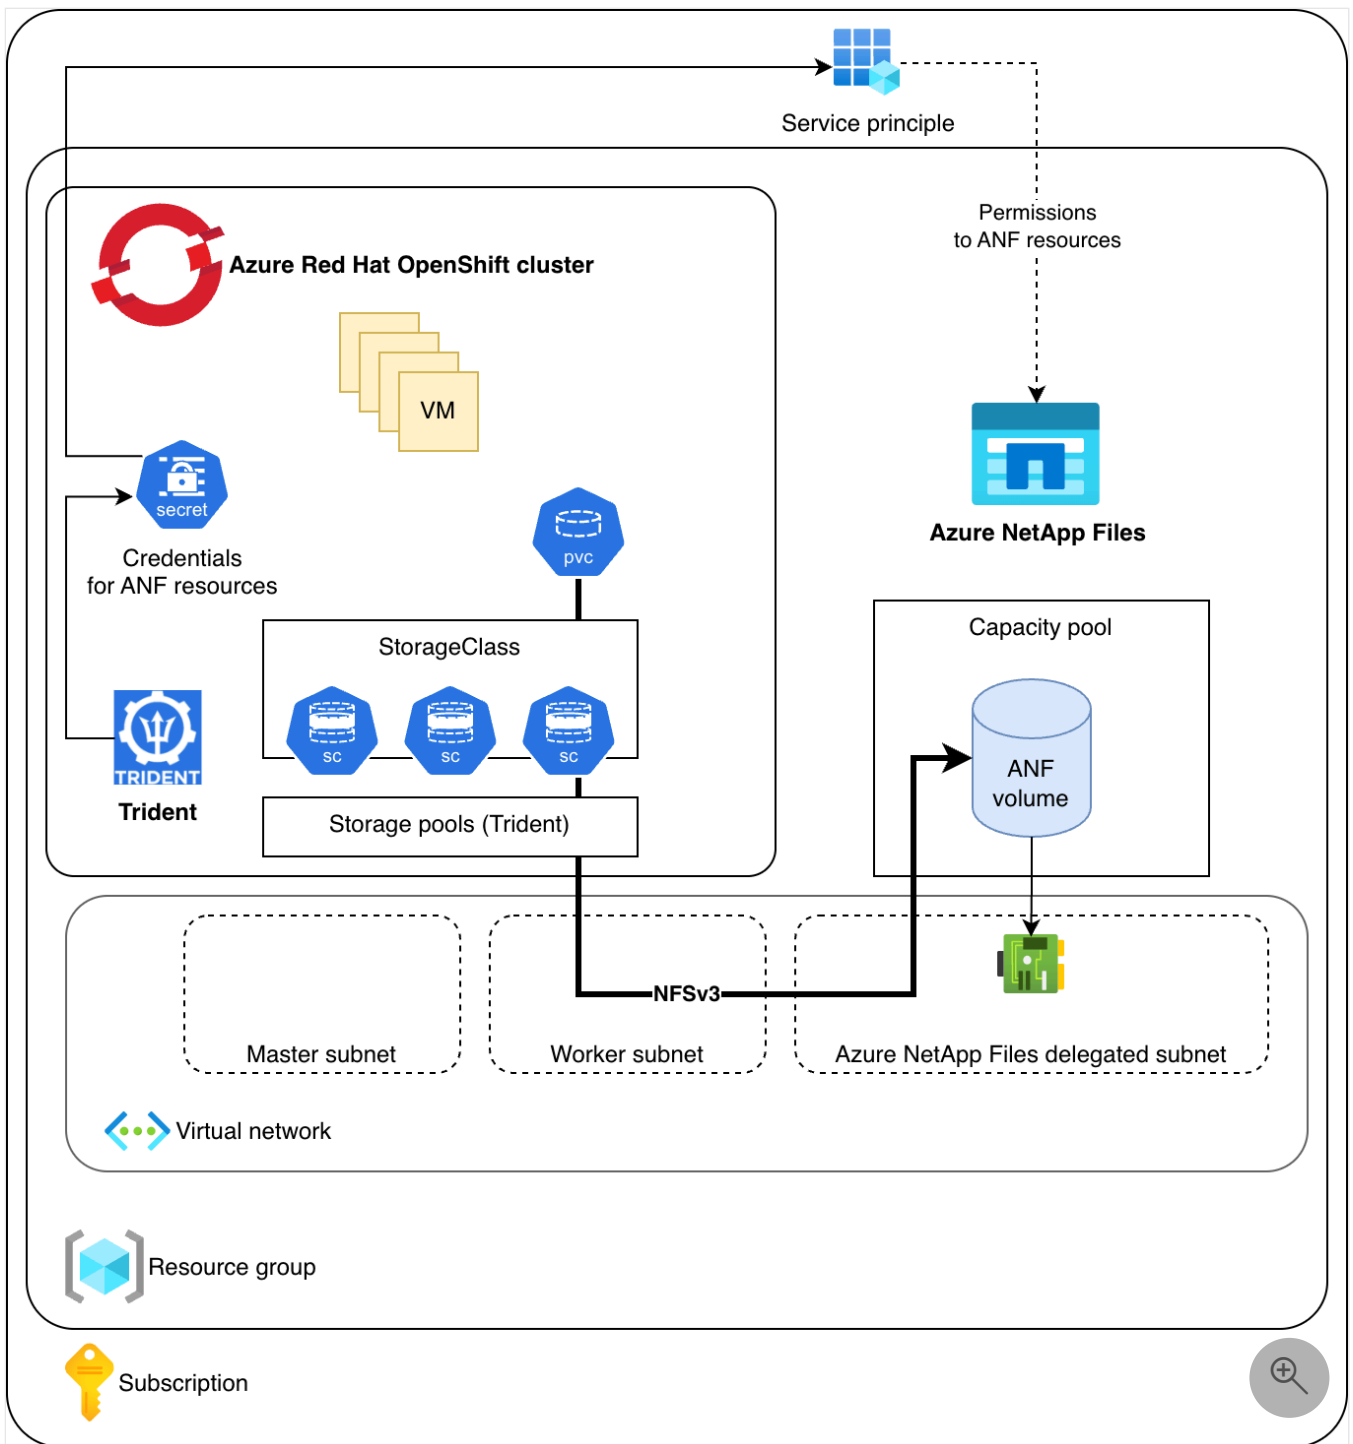 Service principle
Permissions
to ANF resources
Azure Red Hat OpenShift cluster
VM
secret
Credentials
for ANF resources
pvc
Azure NetApp Files
StorageClass
sc
sc
sc
Capacity pool
ANF
volume
TRIDENT
Trident
Storage pools (Trident)
NFSv3
Master subnet
Worker subnet
Azure NetApp Files delegated subnet
Virtual network
Resource group
Subscription